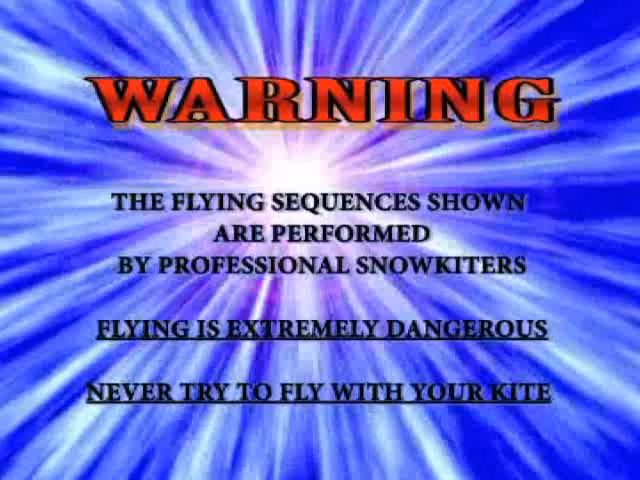 WARNING
THE FLYING SEQUENCES SHOWN
ARE PERFORMED
BY PROFESSIONAL SNOWKITERS
FLYING IS EXTREMELY DANGEROUS
NEVER TRY TO FLY WITH YOUR KITE